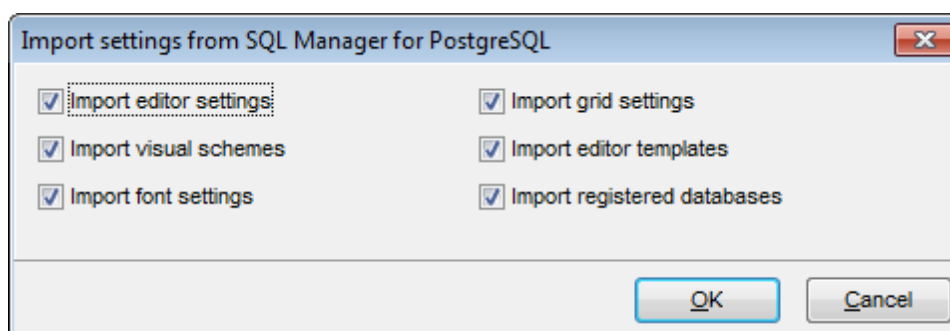 Import settings from SQL Manager for PostgreSQL
Import editor settings
Import grid settings
Import visual schemes
Import editor templates
Import font settings
Import registered databases
OK
Cancel